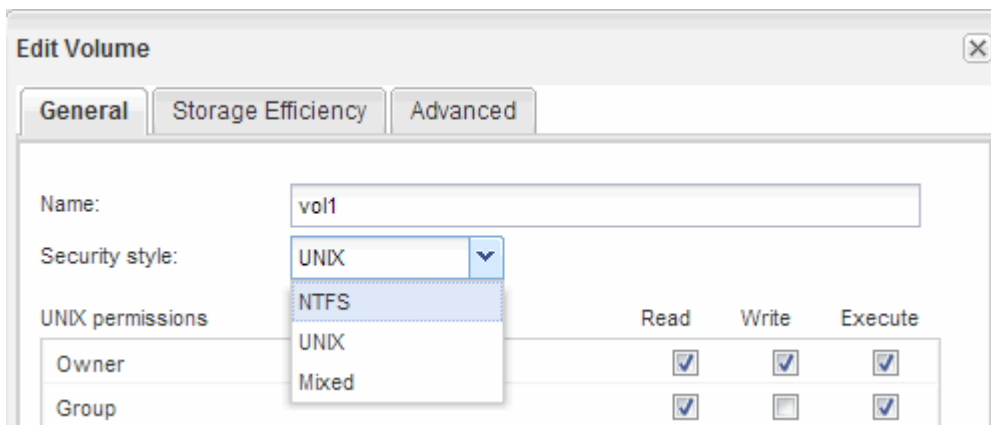 Edit Volume
General Storage Efficiency Advanced
Name: vol1
Security style: UNIX
NTFS
UNIX permissions Read Write Execute
UNIX
Owner
Mixed
Group